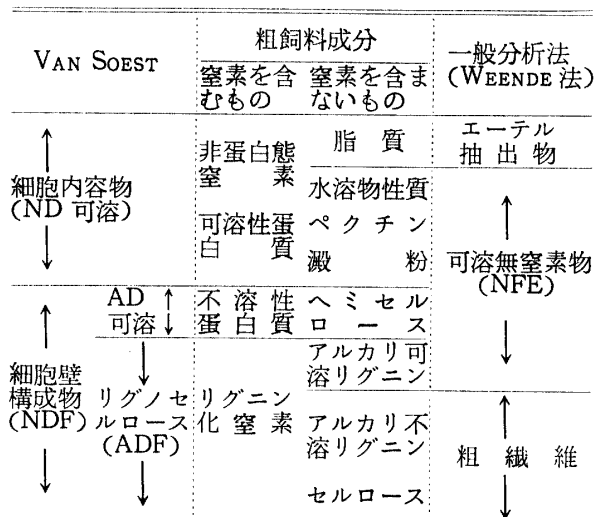 VAN SOEST
粗飼料成分
窒素を含むもの
窒素を含まないもの
一般分析法
(WEENDE 法)
細胞内容物
(ND 可溶)
非蛋白態
窒素
脂質
エーテル
抽出物
水溶物性質
可溶性蛋
白質
ペクチン
澱粉
可溶無窒素物
(NFE)
AD
可溶
不溶性
蛋白質
ヘミセル
ロース
アルカリ可
溶リグニン
細胞壁
構成物
(NDF)
リグノセ
ルロース
(ADF)
リグニン
化窒素
アルカリ不
溶リグニン
セルロース
粗繊維